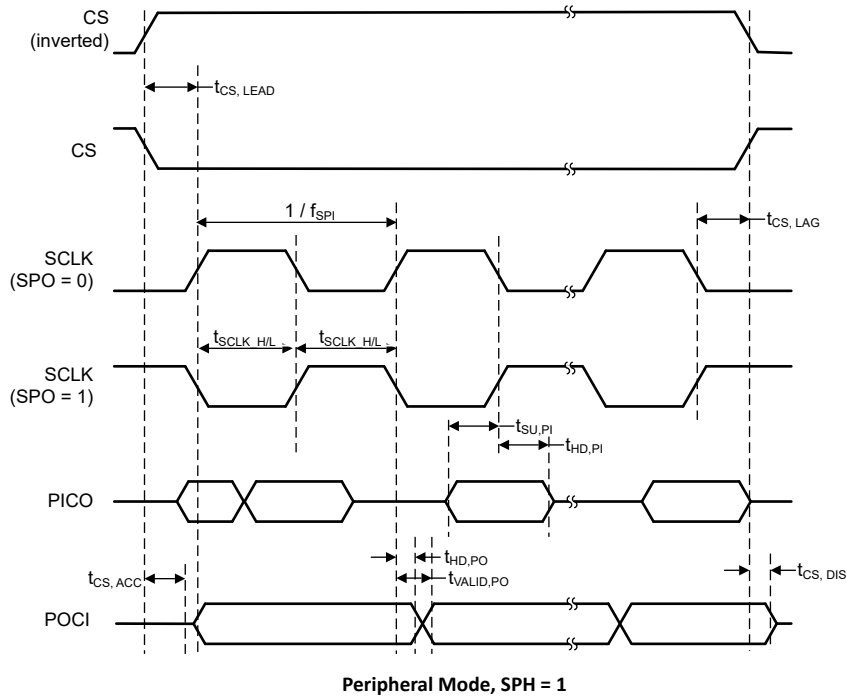 CS
(inverted)
tCS, LEAD
CS
1 / fSPI
tCS, LAG
SCLK
(SPO = 0)
tSCLK_H/L
tSCLK_H/L
SCLK
(SPO = 1)
tSU,PI
tHD,PI
PICO
tHD,PO
tCS, ACC
tVALID,PO
tCS, DIS
POCI
Peripheral Mode, SPH = 1